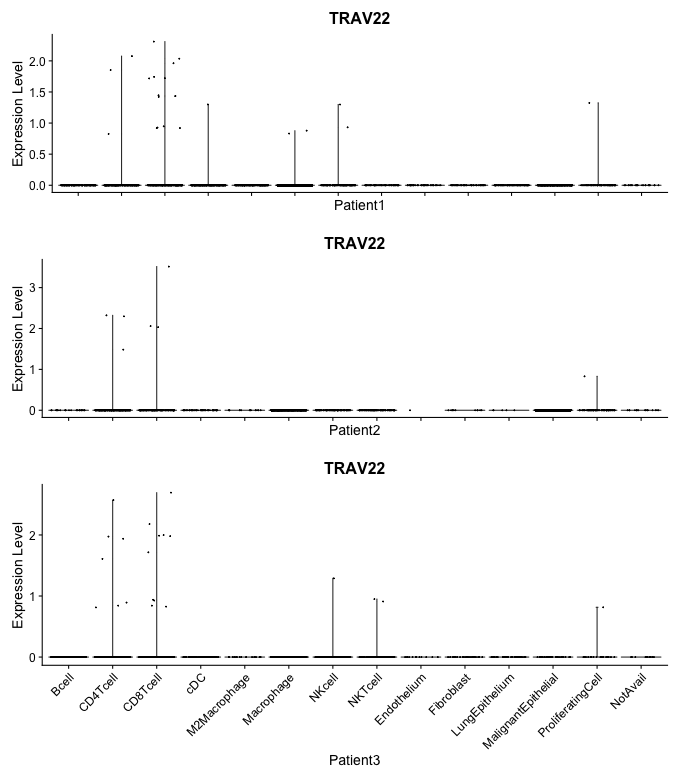 TRAV22
Expression Level
2.0
1.5
1.0
0.5
0.0
Patient1
TRAV22
Expression Level
3
2
1
0
Patient2
TRAV22
Expression Level
2
1
0
Bcell
CD4Tcell
CD8Tcell
cDC
M2Macrophage
Macrophage
NKcell
NKTcell
Endothelium
Fibroblast
LungEpithelium
MalignantEpithelial
ProliferatingCell
NotAvail
Patient3